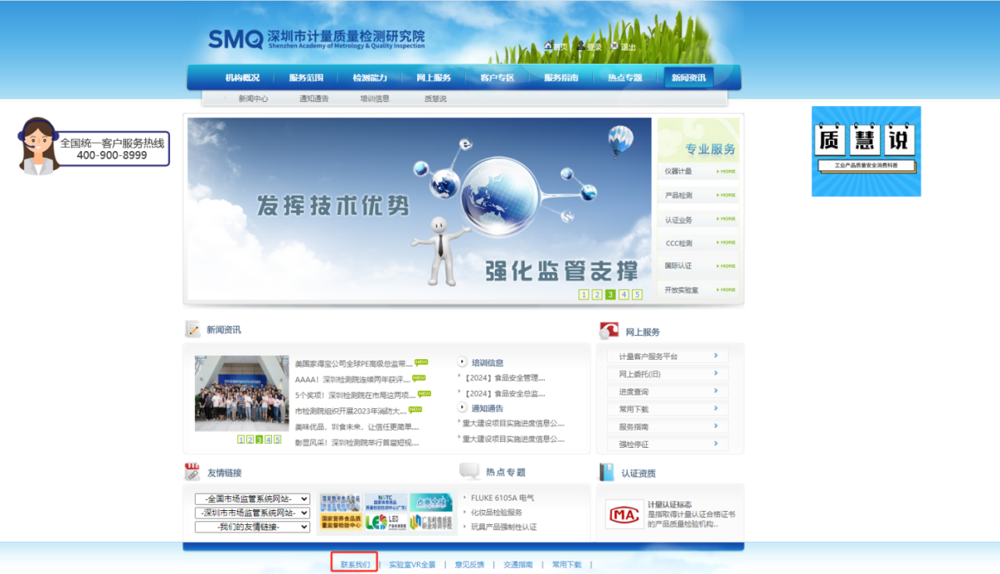 SMQ 深圳市计量质量检测研究院
Shenzhen Academy of Metrology & Quality Inspection
首页 登录 退出
机构概况 服务范围 检测能力 网上服务 客户专区 服务指南 热点专题 新闻资讯
新闻中心 通知通告 培训信息 质慧说
全国统一客户服务热线
400-900-8999
质慧说
工业产品质量安全消费科普
发挥技术优势
强化监管支撑
1 2 3 4 5
专业服务
仪器计量 MORE
产品检测 MORE
认证业务 MORE
CCC检测 MORE
国际认证 MORE
开放实验室 MORE
新闻资讯
美国家得宝公司全球PE高级总监带.... NEW
AAAA！深圳检测院连续两年获评.... NEW
5个奖项！深圳检测院在市局这两项.... NEW
市检测院组织开展2023年消防大.... NEW
美味优品，圳食未来，让信任更简单....
彰显风采！深圳检测院举行首届短视....
1 2 3 4 5
培训信息
【2024】食品安全管理....
【2024】食品安全总监....
通知通告
重大建设项目实施进度信息公....
重大建设项目实施进度信息公....
网上服务
计量客户服务平台
网上委托(旧)
进度查询
常用下载
服务指南
强检停征
友情链接
-全国市场监管系统网站-
-深圳市市场监管系统网站-
-我们的友情链接-
NSTC
点亮全球
国家营养食品质
量监督检验中心
LED
热点专题
FLUKE 6105A 电气
化妆品检验服务
玩具产品强制性认证
认证资质
MA
计量认证标志
是指取得计量认证合格证书
的产品质量检验机构..
联系我们 | 实验室VR全景 | 意见反馈 | 交通指南 | 常用下载 |